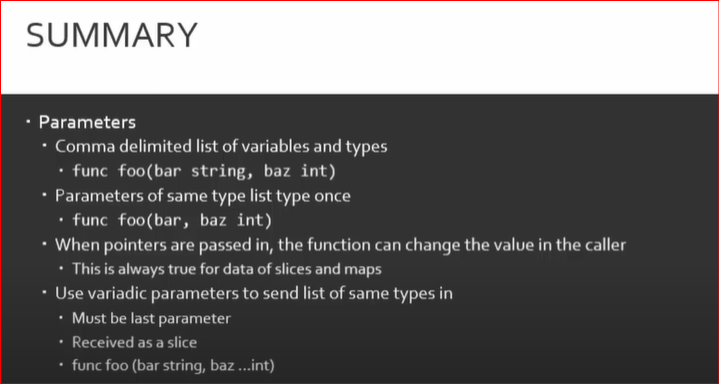 SUMMARY
• Parameters
• Comma delimited list of variables and types
• func foo(bar string, baz int)
• Parameters of same type list type once
• func foo(bar, baz int)
• When pointers are passed in, the function can change the value in the caller
• This is always true for data of slices and maps
• Use variadic parameters to send list of same types in
• Must be last parameter
• Received as a slice
• func foo (bar string, baz ...int)